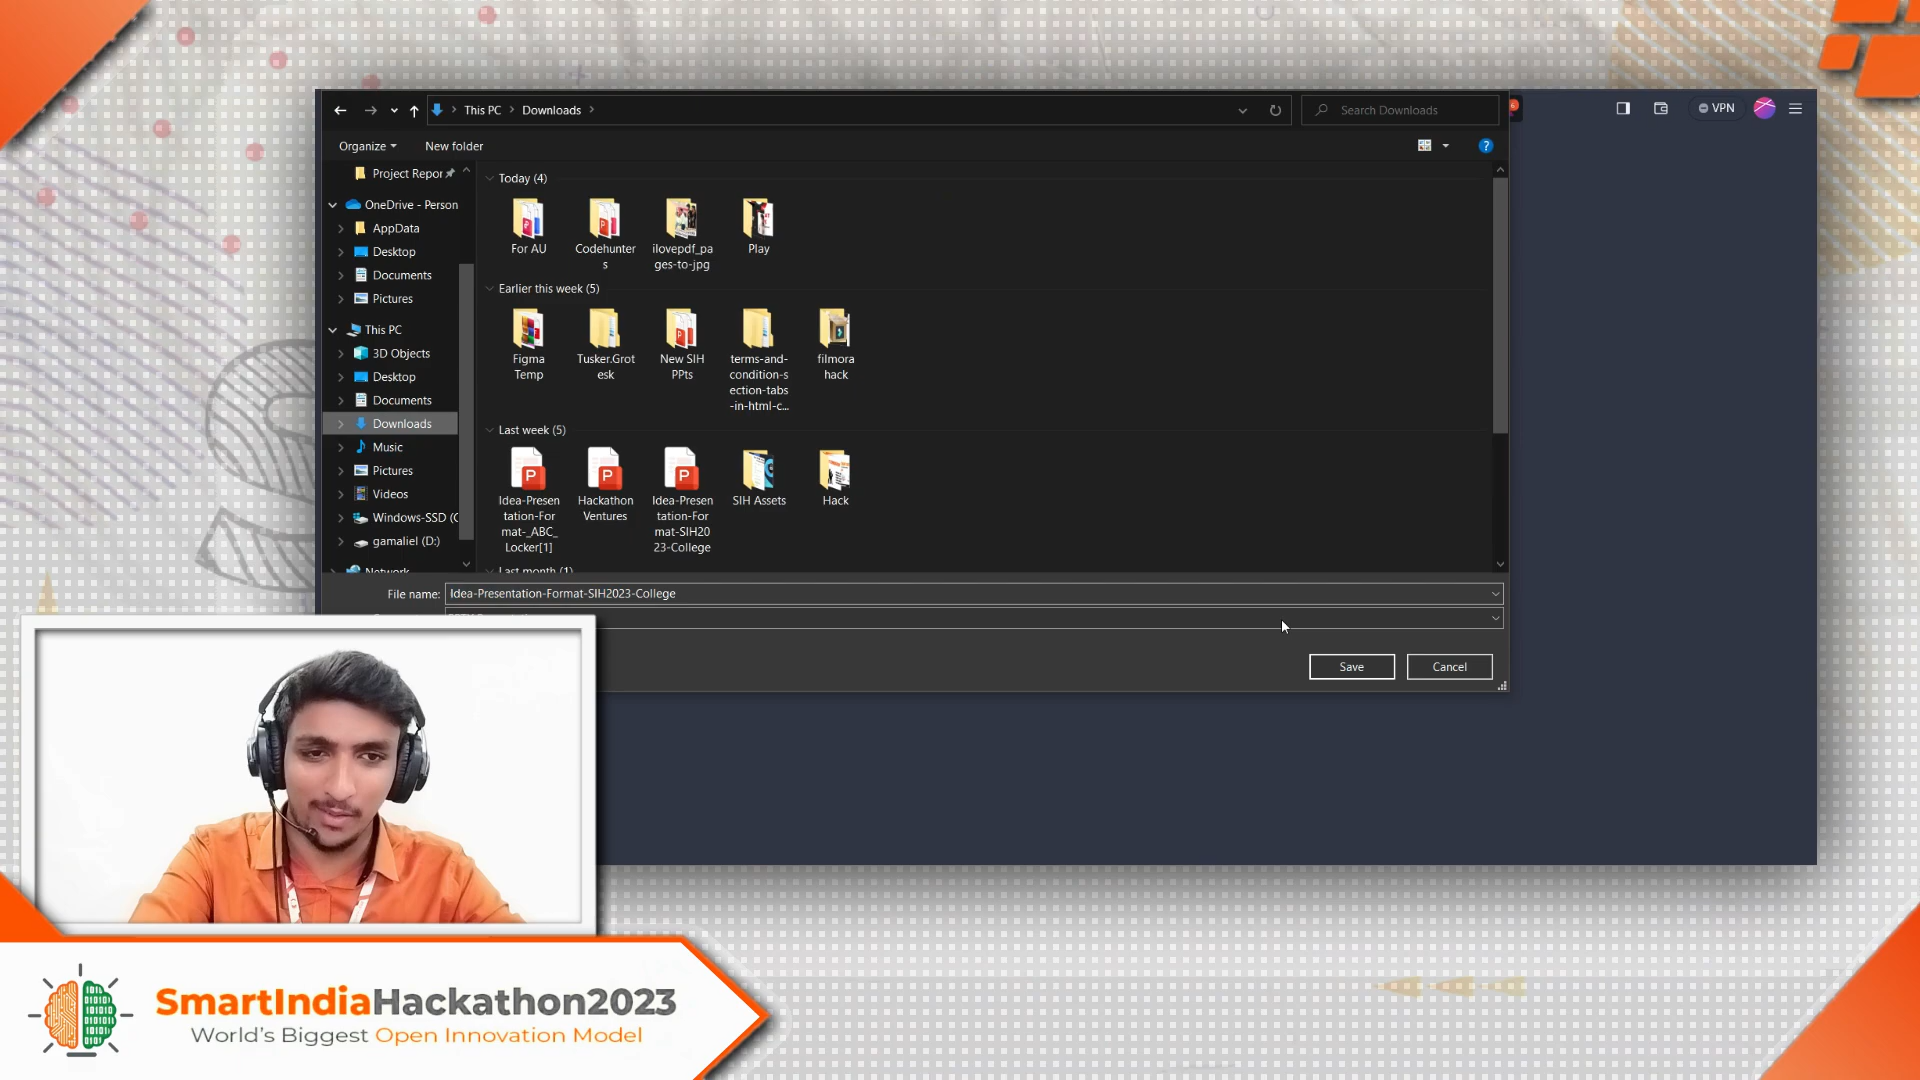 This PC
Downloads
Search Downloads
VPN
Organize
New folder
?
Project Repor
OneDrive - Person
AppData
Desktop
Documents
Pictures
This PC
3D Objects
Desktop
Documents
Downloads
Music
Pictures
Videos
Windows-SSD (C
gamaliel (D:)
Network
Today (4)
For AU
Codehunter
s
ilovepdf_pa
ges-to-jpg
Play
Earlier this week (5)
Figma
Temp
Tusker.Grot
esk
New SIH
PPts
terms-and-
condition-s
ection-tabs
-in-html-c...
filmora
hack
Last week (5)
P
Idea-Presen
tation-For
mat-_ABC_
Locker[1]
P
Hackathon
Ventures
P
Idea-Presen
tation-For
mat-SIH20
23-College
SIH Assets
Hack
Last month (1)
File name: Idea-Presentation-Format-SIH2023-College
Save
Cancel
SmartIndiaHackathon2023
World's Biggest Open Innovation Model